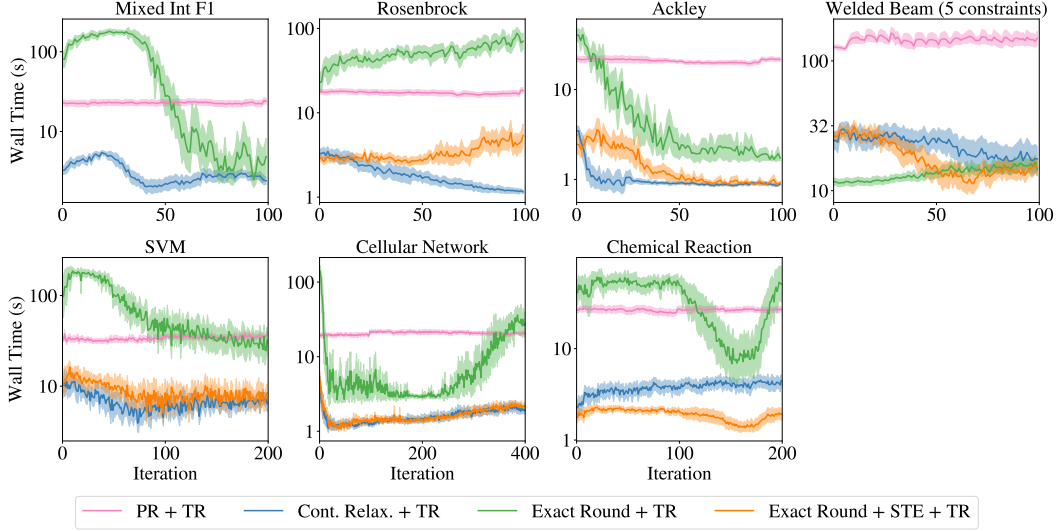 Mixed Int F1
Rosenbrock
Ackley
Welded Beam (5 constraints)
Wall Time (s)
100
10
0
50
100
100
10
1
0
50
100
10
1
0
50
100
100
32
10
0
50
100
SVM
Cellular Network
Chemical Reaction
Wall Time (s)
100
10
0
100
200
Iteration
100
10
1
0
200
400
Iteration
10
1
0
100
200
Iteration
PR + TR
Cont. Relax. + TR
Exact Round + TR
Exact Round + STE + TR